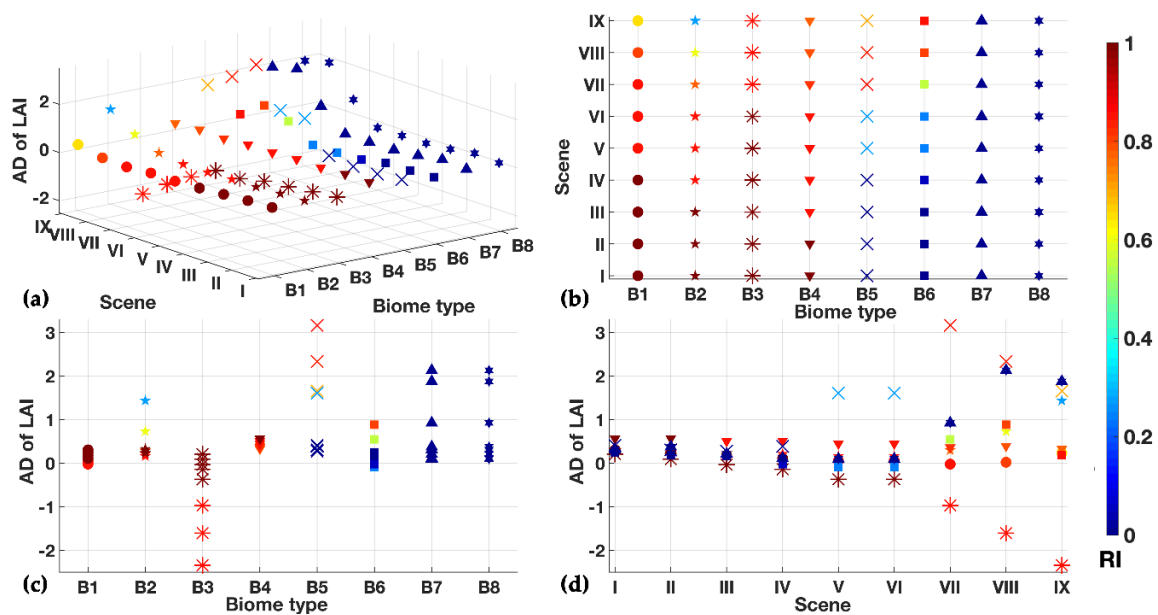 AD of LAI
2
0
-2
IX
VIII
VII
VI
V
IV
III
II
I
B1
B2
B3
B4
B5
B6
B7
B8
(a)
Scene
Biome type
Scene
IX
VIII
VII
VI
V
IV
III
II
I
B1 B2 B3 B4 B5 B6 B7 B8
(b)
Biome type
1
0.8
0.6
0.4
0.2
0
RI
AD of LAI
3
2
1
0
-1
-2
B1 B2 B3 B4 B5 B6 B7 B8
(c)
Biome type
AD of LAI
3
2
1
0
-1
-2
I II III IV V VI VII VIIII IX
(d)
Scene